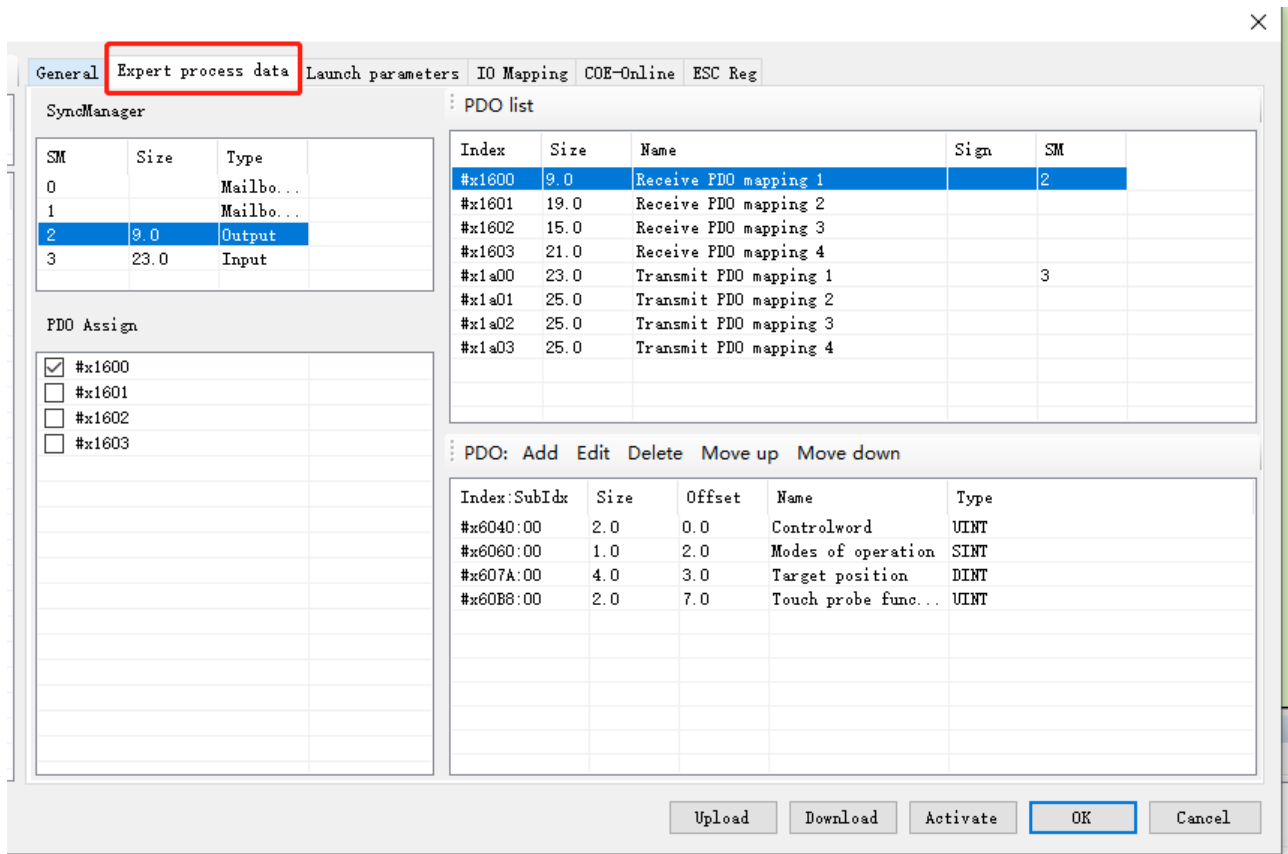 General Expert process data Launch parameters IO Mapping COE-Online ESC Reg
SyncManager
SM Size Type
0 Mailbo...
1 Mailbo...
2 9.0 Output
3 23.0 Input
PDO Assign
#x1600
#x1601
#x1602
#x1603
PDO list
Index Size Name Sign SM
#x1600 9.0 Receive PDO mapping 1 2
#x1601 19.0 Receive PDO mapping 2
#x1602 15.0 Receive PDO mapping 3
#x1603 21.0 Receive PDO mapping 4
#x1a00 23.0 Transmit PDO mapping 1 3
#x1a01 25.0 Transmit PDO mapping 2
#x1a02 25.0 Transmit PDO mapping 3
#x1a03 25.0 Transmit PDO mapping 4
PDO: Add Edit Delete Move up Move down
Index:SubIdx Size Offset Name Type
#x6040:00 2.0 0.0 Controlword UINT
#x6060:00 1.0 2.0 Modes of operation SINT
#x607A:00 4.0 3.0 Target position DINT
#x60B8:00 2.0 7.0 Touch probe func... UINT
Upload Download Activate OK Cancel